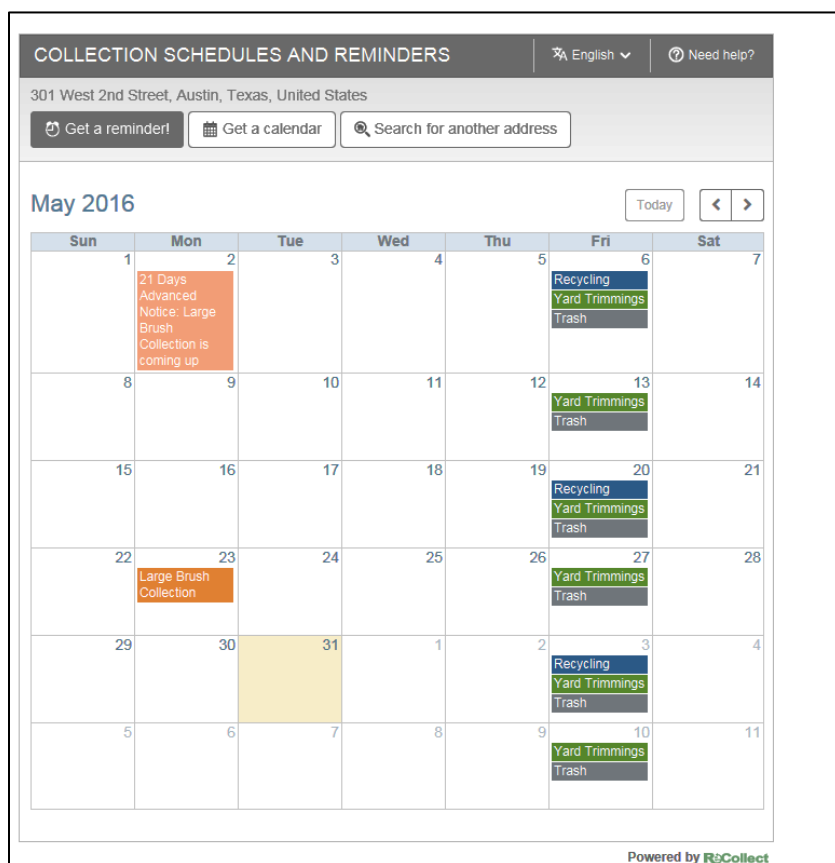 COLLECTION SCHEDULES AND REMINDERS English Need help?
301 West 2nd Street, Austin, Texas, United States
Get a reminder! Get a calendar Search for another address
May 2016 Today
Sun Mon Tue Wed Thu Fri Sat
1 2 3 4 5 6 7
21 Days
Advanced
Notice: Large
Brush
Collection is
coming up
Recycling
Yard Trimmings
Trash
8 9 10 11 12 13 14
Yard Trimmings
Trash
15 16 17 18 19 20 21
Recycling
Yard Trimmings
Trash
22 23 24 25 26 27 28
Large Brush
Collection
Yard Trimmings
Trash
29 30 31 1 2 3 4
Recycling
Yard Trimmings
Trash
5 6 7 8 9 10 11
Yard Trimmings
Trash
Powered by ReCollect